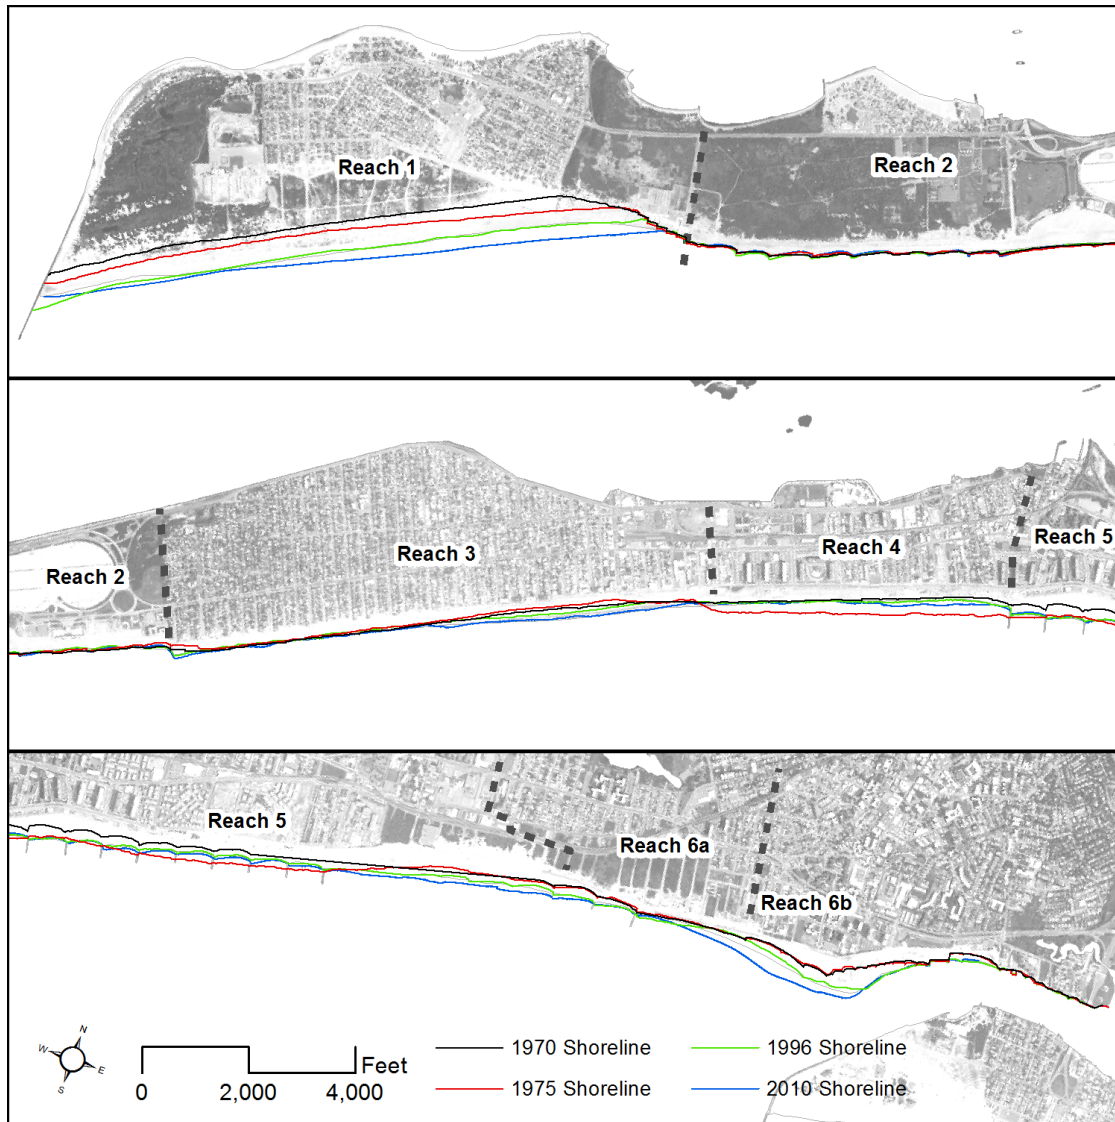 Reach 1
Reach 2
Reach 2
Reach 3
Reach 4
Reach 5
Reach 5
Reach 6a
Reach 6b
N
W
E
S
Feet
0
2,000
4,000
1970 Shoreline
1996 Shoreline
1975 Shoreline
2010 Shoreline